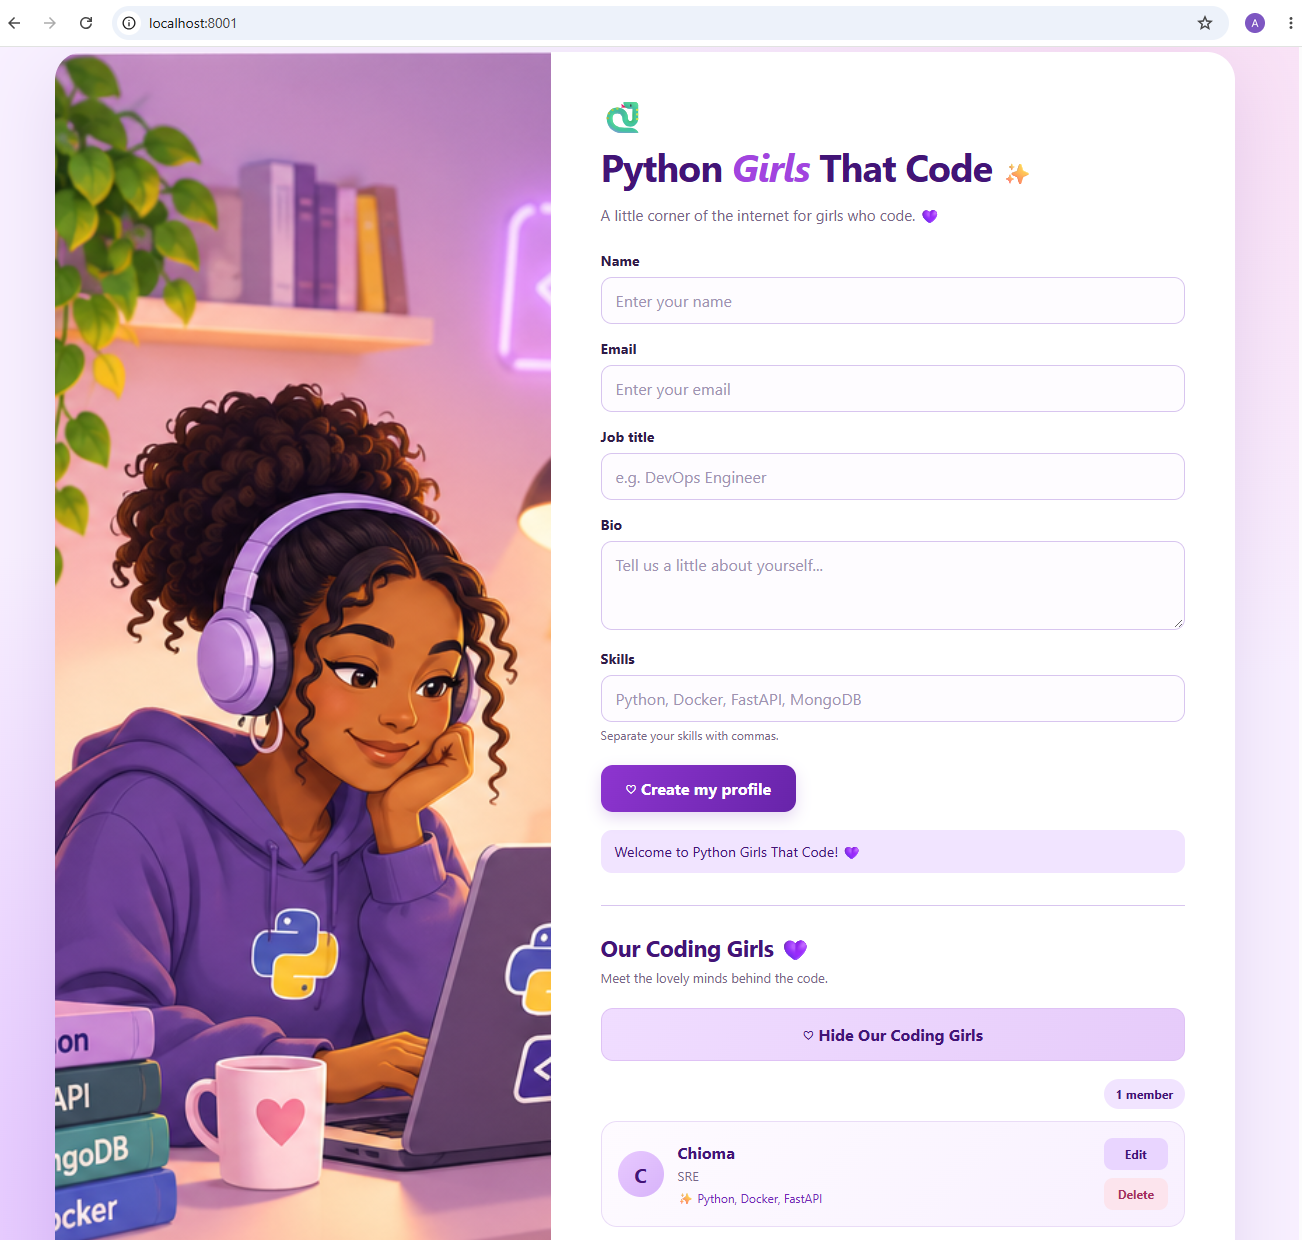 localhost:8001
A
Python Girls That Code
A little corner of the internet for girls who code.
Name
Enter your name
Email
Enter your email
Job title
e.g. DevOps Engineer
Bio
Tell us a little about yourself...
Skills
Python, Docker, FastAPI, MongoDB
Separate your skills with commas.
♡ Create my profile
Welcome to Python Girls That Code! 💜
Our Coding Girls 💜
Meet the lovely minds behind the code.
♡ Hide Our Coding Girls
1 member
C
Chioma
SRE
✨ Python, Docker, FastAPI
Edit
Delete
on
API
ngoDB
ocker